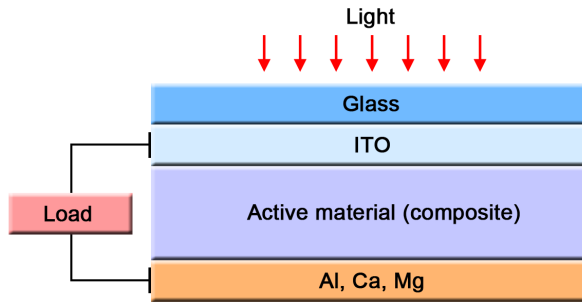 Light
Glass
ITO
Load
Active material (composite)
Al, Ca, Mg